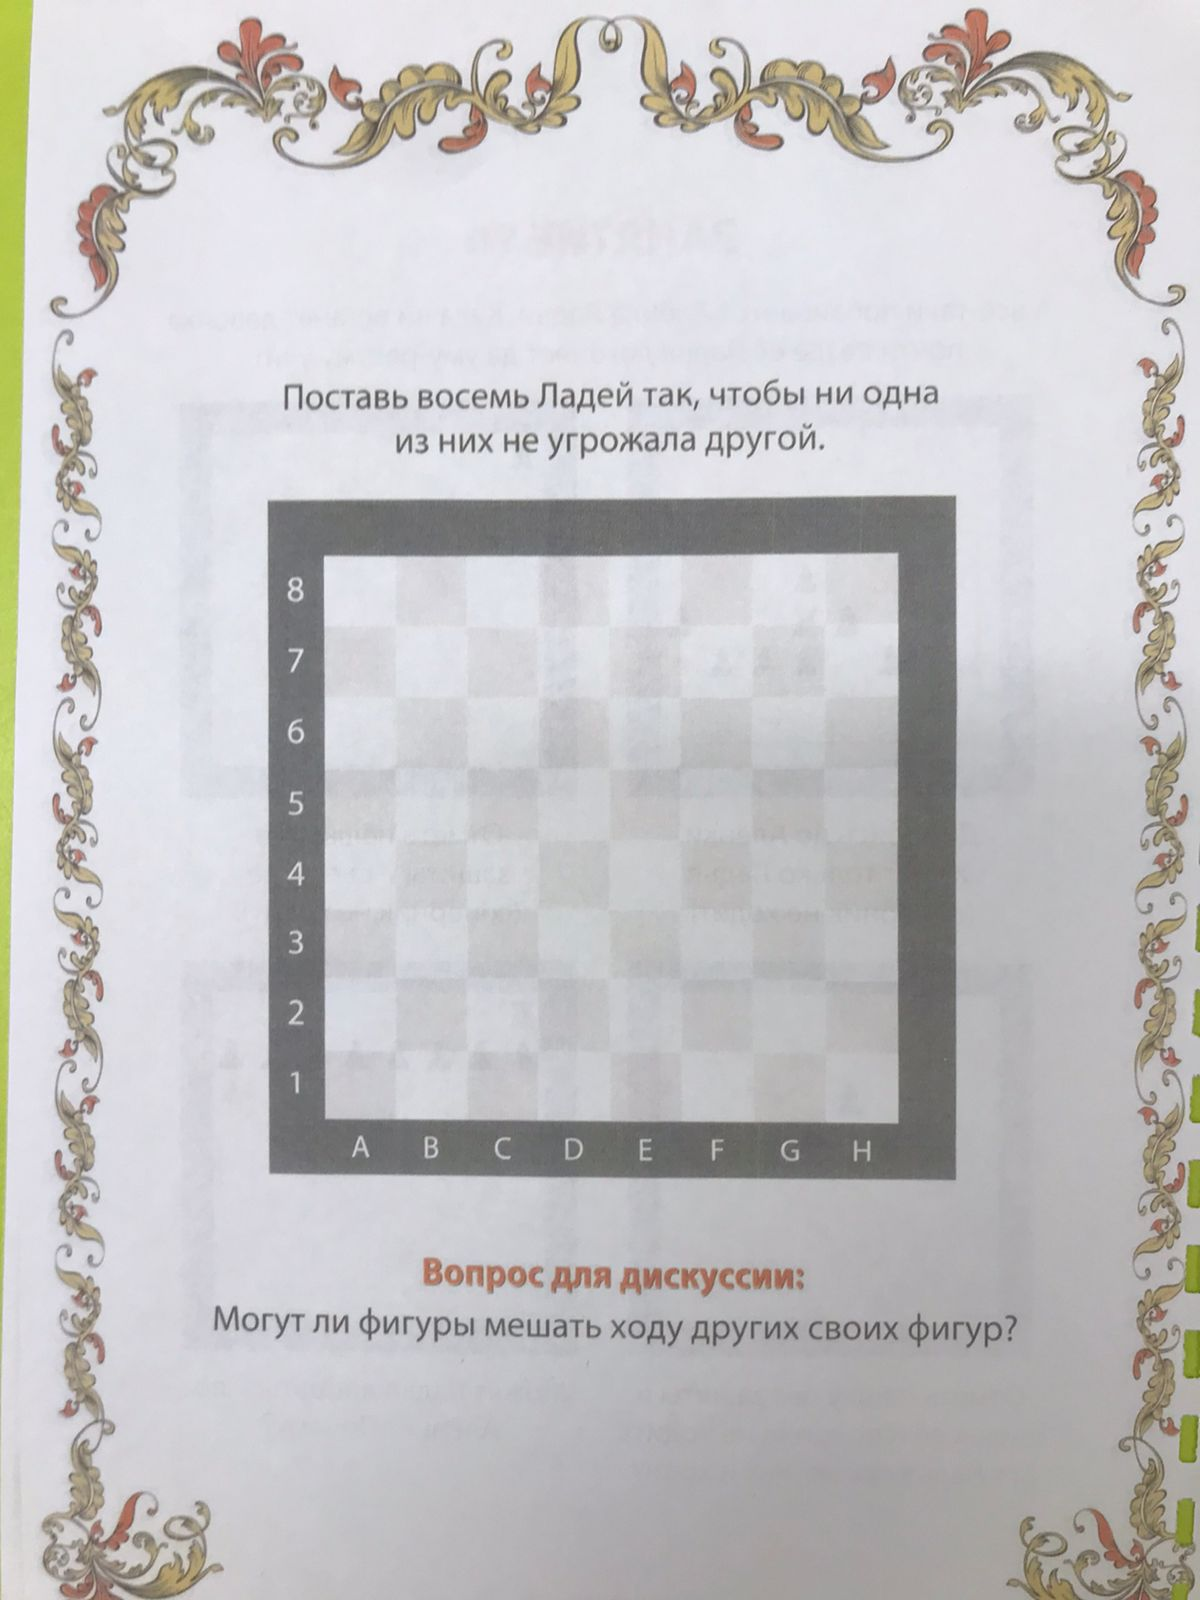 Поставь восемь Ладей так, чтобы ни одна
из них не угрожала другой.
8
7
6
5
4
3
2
1
A B C D E F G H
Вопрос для дискуссии:
Могут ли фигуры мешать ходу других своих фигур?